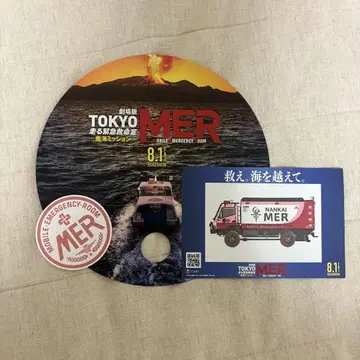 劇場版
TOKYO
MER
走る緊急救命室
南海ミッション
MOBILE EMERGENCY ROOM
8.1
MOBILE·EMERGENCY·ROOM
MER
救え。海を越えて。
NANKAI
MER
TOKYO
MER
8.1